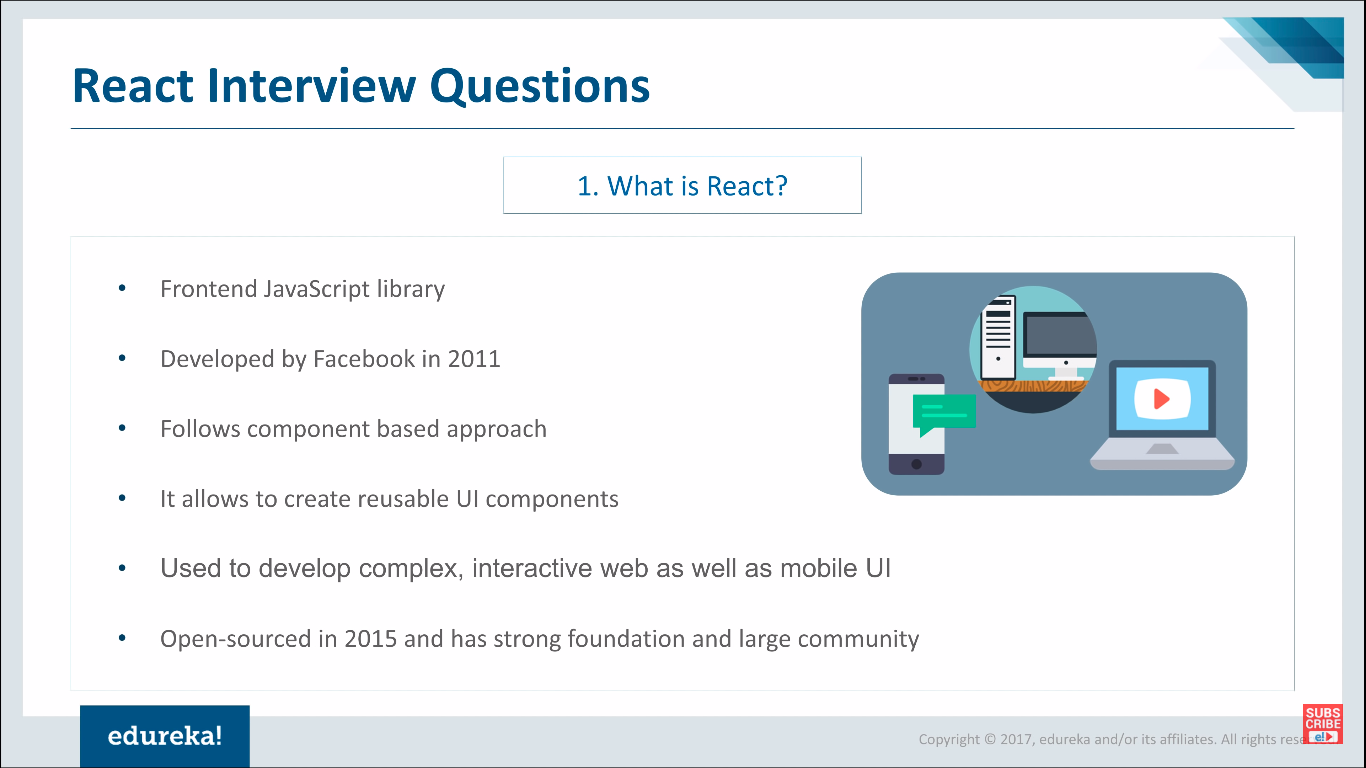 React Interview Questions
1. What is React?
• Frontend JavaScript library
• Developed by Facebook in 2011
• Follows component based approach
• It allows to create reusable UI components
• Used to develop complex, interactive web as well as mobile UI
• Open-sourced in 2015 and has strong foundation and large community
edureka!
Copyright © 2017, edureka and/or its affiliates. All rights
SUBS
CRIBE
e!